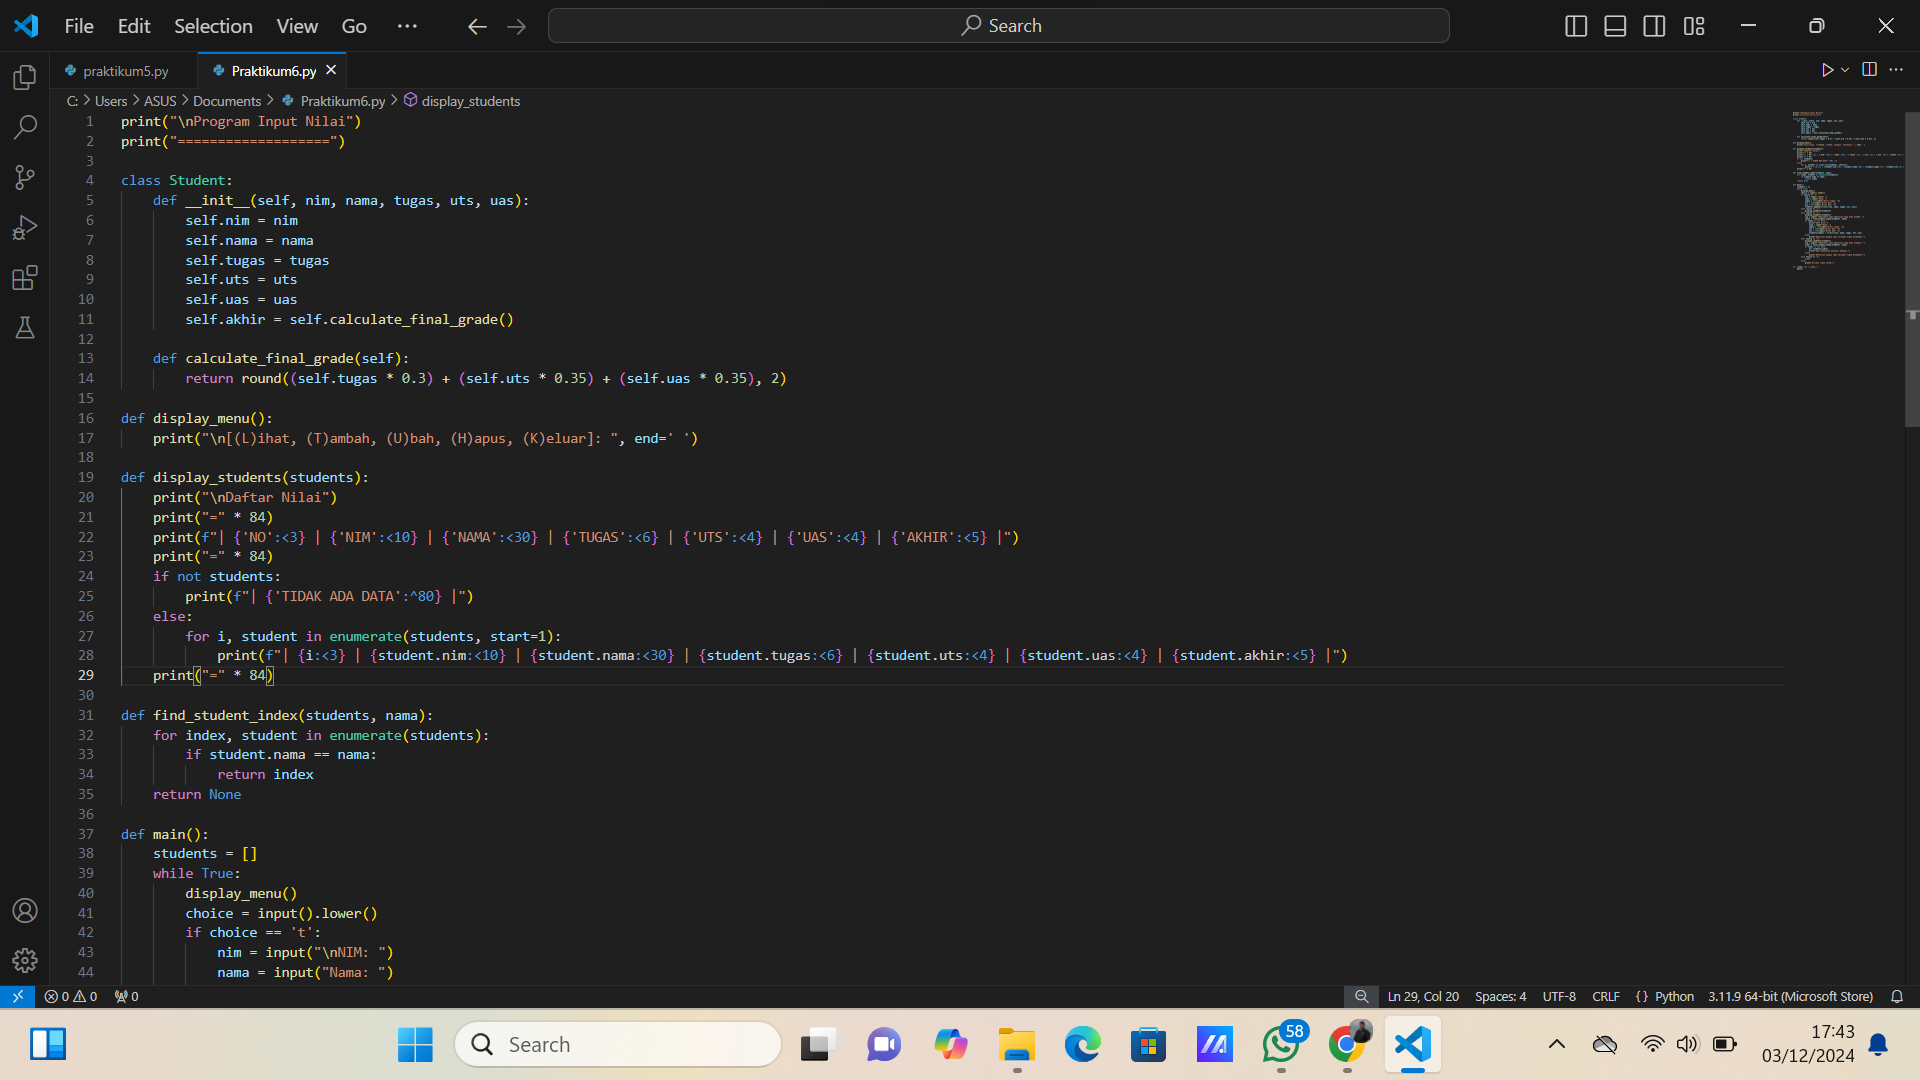 File Edit Selection View Go ··· Search
praktikum5.py Praktikum6.py
C: > Users > ASUS > Documents > Praktikum6.py > display_students
1 print("\nProgram Input Nilai")
2 print("===================")
3
4 class Student:
5     def __init__(self, nim, nama, tugas, uts, uas):
6         self.nim = nim
7         self.nama = nama
8         self.tugas = tugas
9         self.uts = uts
10         self.uas = uas
11         self.akhir = self.calculate_final_grade()
12
13     def calculate_final_grade(self):
14         return round((self.tugas * 0.3) + (self.uts * 0.35) + (self.uas * 0.35), 2)
15
16 def display_menu():
17     print("\n[(L)ihat, (T)ambah, (U)bah, (H)apus, (K)eluar]: ", end=' ')
18
19 def display_students(students):
20     print("\nDaftar Nilai")
21     print("=" * 84)
22     print(f"| {'NO':<3} | {'NIM':<10} | {'NAMA':<30} | {'TUGAS':<6} | {'UTS':<4} | {'UAS':<4} | {'AKHIR':<5} |")
23     print("=" * 84)
24     if not students:
25         print(f"| {'TIDAK ADA DATA':^80} |")
26     else:
27         for i, student in enumerate(students, start=1):
28             print(f"| {i:<3} | {student.nim:<10} | {student.nama:<30} | {student.tugas:<6} | {student.uts:<4} | {student.uas:<4} | {student.akhir:<5} |")
29     print("=" * 84)
30
31 def find_student_index(students, nama):
32     for index, student in enumerate(students):
33         if student.nama == nama:
34             return index
35     return None
36
37 def main():
38     students = []
39     while True:
40         display_menu()
41         choice = input().lower()
42         if choice == 't':
43             nim = input("\nNIM: ")
44             nama = input("Nama: ")
0 0 0 Ln 29, Col 20 Spaces: 4 UTF-8 CRLF {} Python 3.11.9 64-bit (Microsoft Store)
Search 58 17:43
03/12/2024